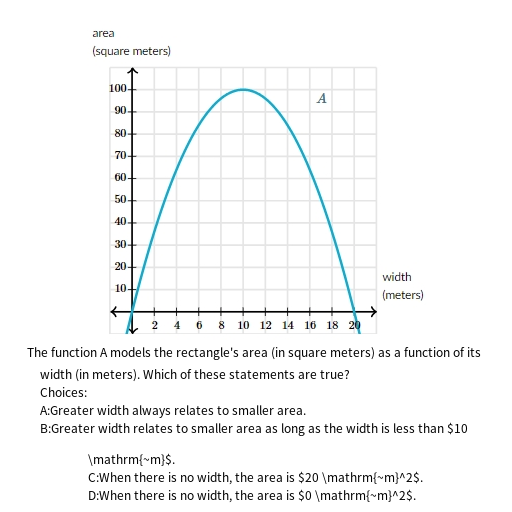 area
(square meters)
A
100
90
80
70
60
50
40
30
20
10
width
(meters)
2 4 6 8 10 12 14 16 18 20
The function A models the rectangle's area (in square meters) as a function of its
width (in meters). Which of these statements are true?
Choices:
A:Greater width always relates to smaller area.
B:Greater width relates to smaller area as long as the width is less than $10
\mathrm{~m}$.
C:When there is no width, the area is $20 \mathrm{~m}^2$.
D:When there is no width, the area is $0 \mathrm{~m}^2$.